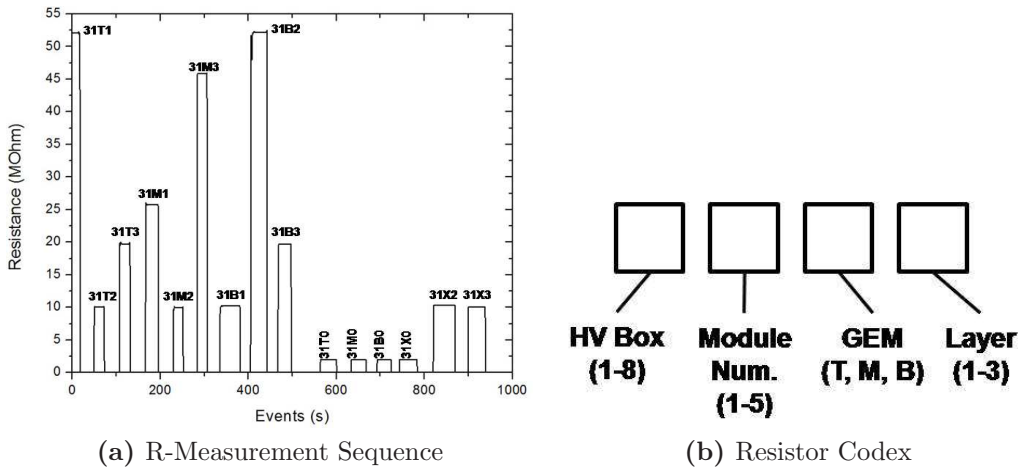 55
50
45
40
35
30
25
20
15
10
5
0
Resistance (MOhm)
31T1
31T2
31T3
31M1
31M2
31M3
31B1
31B2
31B3
31T0
31M0
31B0
31X0
31X2
31X3
0 200 400 600 800 1000
Events (s)
(a) R-Measurement Sequence
HV Box
(1-8)
Module
Num.
(1-5)
GEM
(T, M, B)
Layer
(1-3)
(b) Resistor Codex